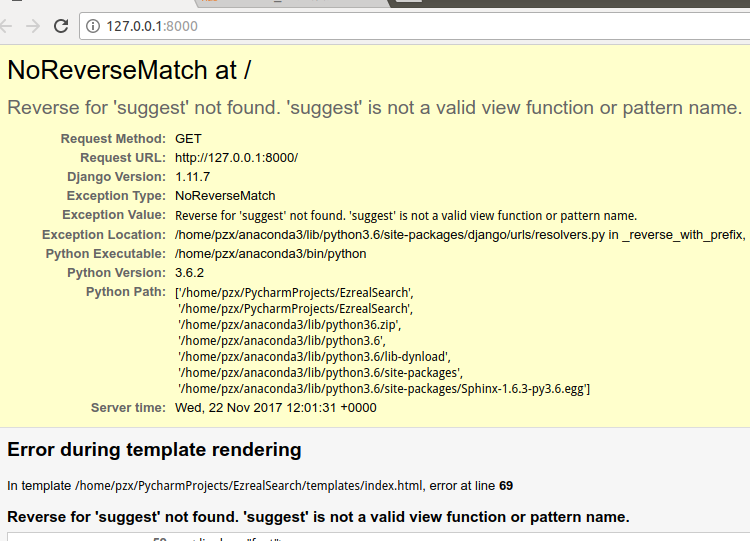 127.0.0.1:8000
NoReverseMatch at /
Reverse for 'suggest' not found. 'suggest' is not a valid view function or pattern name.
Request Method: GET
Request URL: http://127.0.0.1:8000/
Django Version: 1.11.7
Exception Type: NoReverseMatch
Exception Value: Reverse for 'suggest' not found. 'suggest' is not a valid view function or pattern name.
Exception Location: /home/pzx/anaconda3/lib/python3.6/site-packages/django/urls/resolvers.py in _reverse_with_prefix,
Python Executable: /home/pzx/anaconda3/bin/python
Python Version: 3.6.2
Python Path: ['/home/pzx/PycharmProjects/EzrealSearch',
'/home/pzx/PycharmProjects/EzrealSearch',
'/home/pzx/anaconda3/lib/python36.zip',
'/home/pzx/anaconda3/lib/python3.6',
'/home/pzx/anaconda3/lib/python3.6/lib-dynload',
'/home/pzx/anaconda3/lib/python3.6/site-packages',
'/home/pzx/anaconda3/lib/python3.6/site-packages/Sphinx-1.6.3-py3.6.egg']
Server time: Wed, 22 Nov 2017 12:01:31 +0000
Error during template rendering
In template /home/pzx/PycharmProjects/EzrealSearch/templates/index.html, error at line 69
Reverse for 'suggest' not found. 'suggest' is not a valid view function or pattern name.